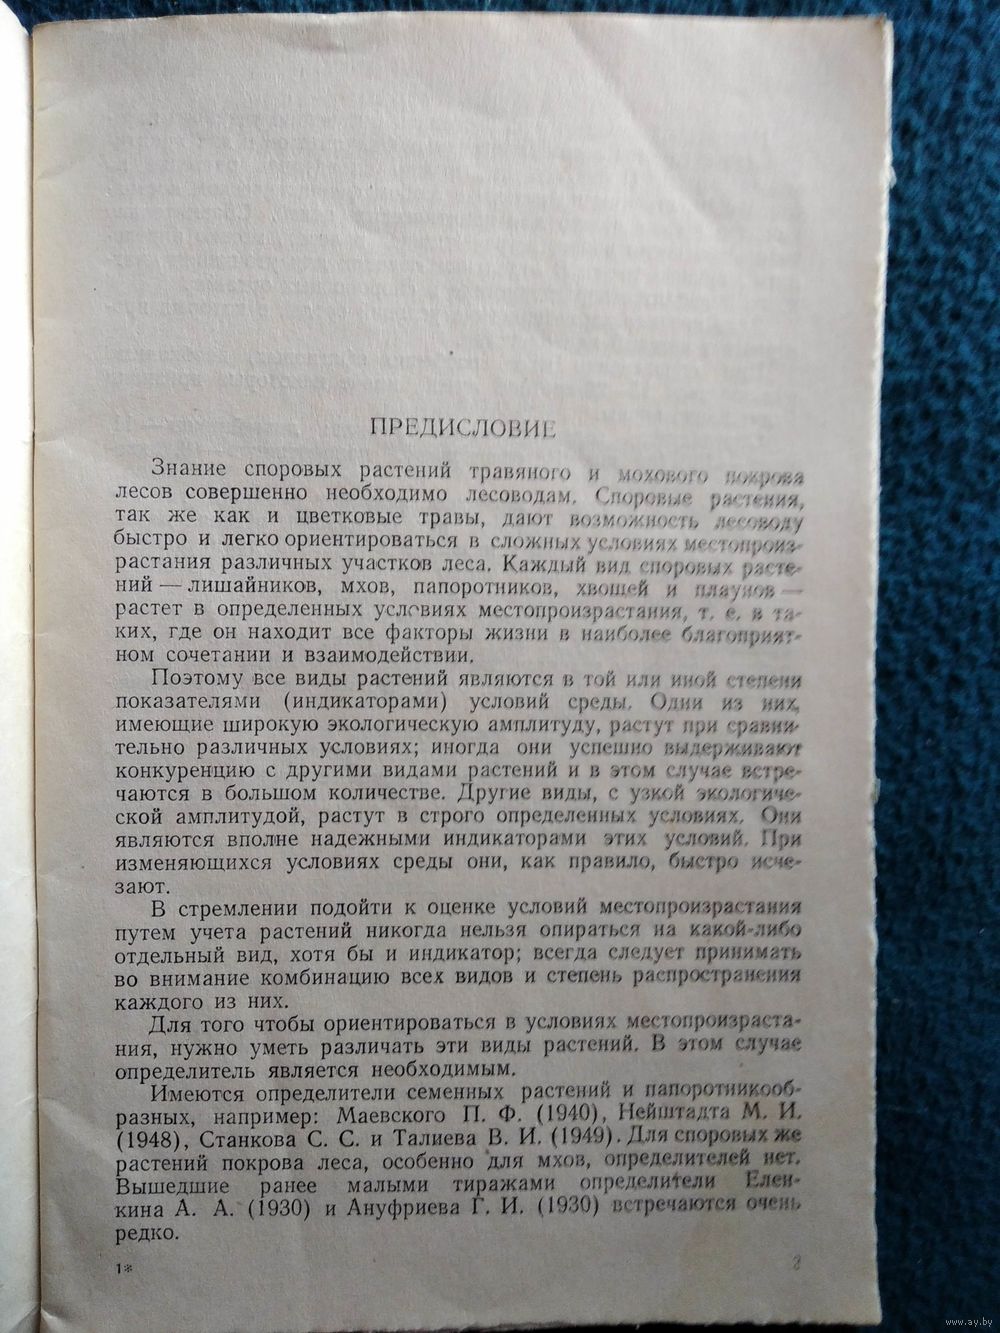 ПРЕДИСЛОВИЕ
Знание споровых растений травяного и мохового покрова
лесов совершенно необходимо лесоводам. Споровые растения,
так же как и цветковые травы, дают возможность лесоводу
быстро и легко ориентироваться в сложных условиях местопроиз-
растания различных участков леса. Каждый вид споровых расте-
ний — лишайников, мхов, папоротников, хвощей и плаунов —
растет в определенных условиях местопроизрастания, т. е. в та-
ких, где он находит все факторы жизни в наиболее благоприят-
ном сочетании и взаимодействии.
Поэтому все виды растений являются в той или иной степени
показателями (индикаторами) условий среды. Одни из них,
имеющие широкую экологическую амплитуду, растут при сравни-
тельно различных условиях; иногда они успешно выдерживают
конкуренцию с другими видами растений и в этом случае встре-
чаются в большом количестве. Другие виды, с узкой экологиче-
ской амплитудой, растут в строго определенных условиях. Они
являются вполне надежными индикаторами этих условий. При
изменяющихся условиях среды они, как правило, быстро исче-
зают.
В стремлении подойти к оценке условий местопроизрастания
путем учета растений никогда нельзя опираться на какой-либо
отдельный вид, хотя бы и индикатор; всегда следует принимать
во внимание комбинацию всех видов и степень распространения
каждого из них.
Для того чтобы ориентироваться в условиях местопроизраста-
ния, нужно уметь различать эти виды растений. В этом случае
определитель является необходимым.
Имеются определители семенных растений и папоротникооб-
разных, например: Маевского П. Ф. (1940), Нейштадта М. И.
(1948), Станкова С. С. и Талиева В. И. (1949). Для споровых же
растений покрова леса, особенно для мхов, определителей нет.
Вышедшие ранее малыми тиражами определители Елен-
кина А. А. (1930) и Ануфриева Г. И. (1930) встречаются очень
редко.
1* 3
www.ay.by